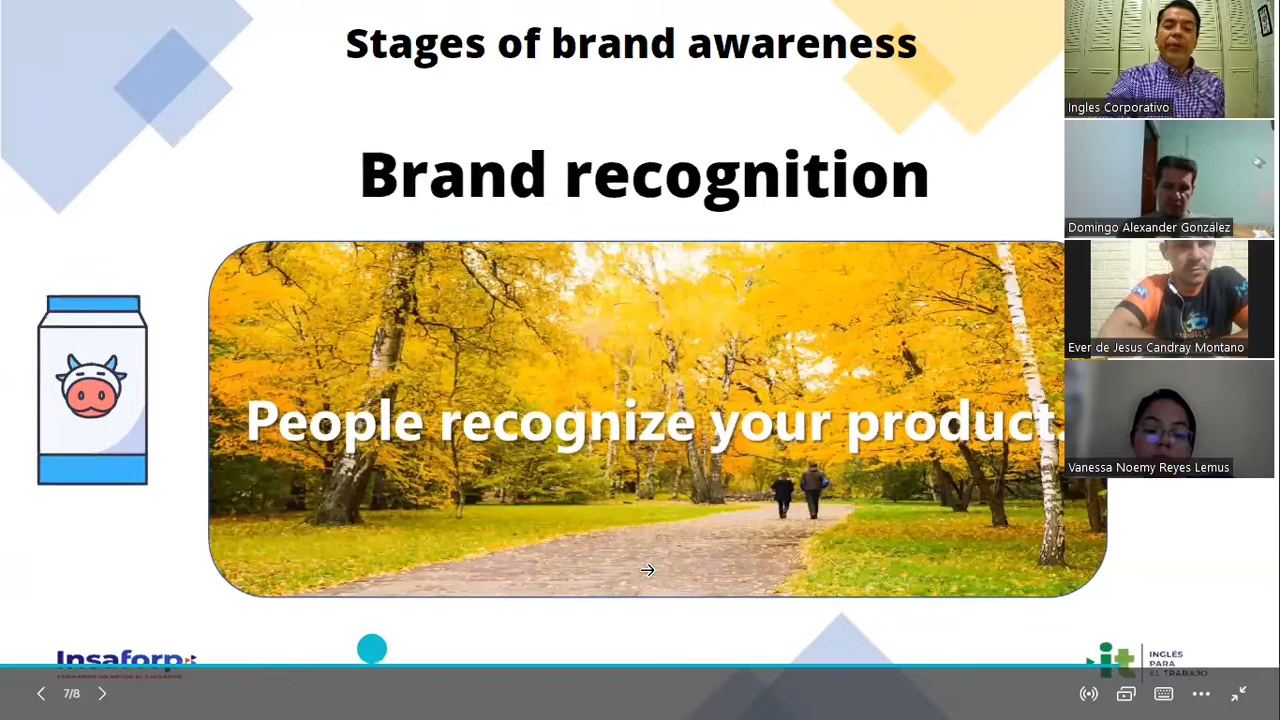 Stages of brand awareness
Brand recognition
People recognize your product.
Ingles Corporativo
Domingo Alexander González
Ever de Jesus Candray Montano
Vanessa Noemy Reyes Lemus
Insaforp
it
INGLÉS
PARA
EL TRABAJO
7/8